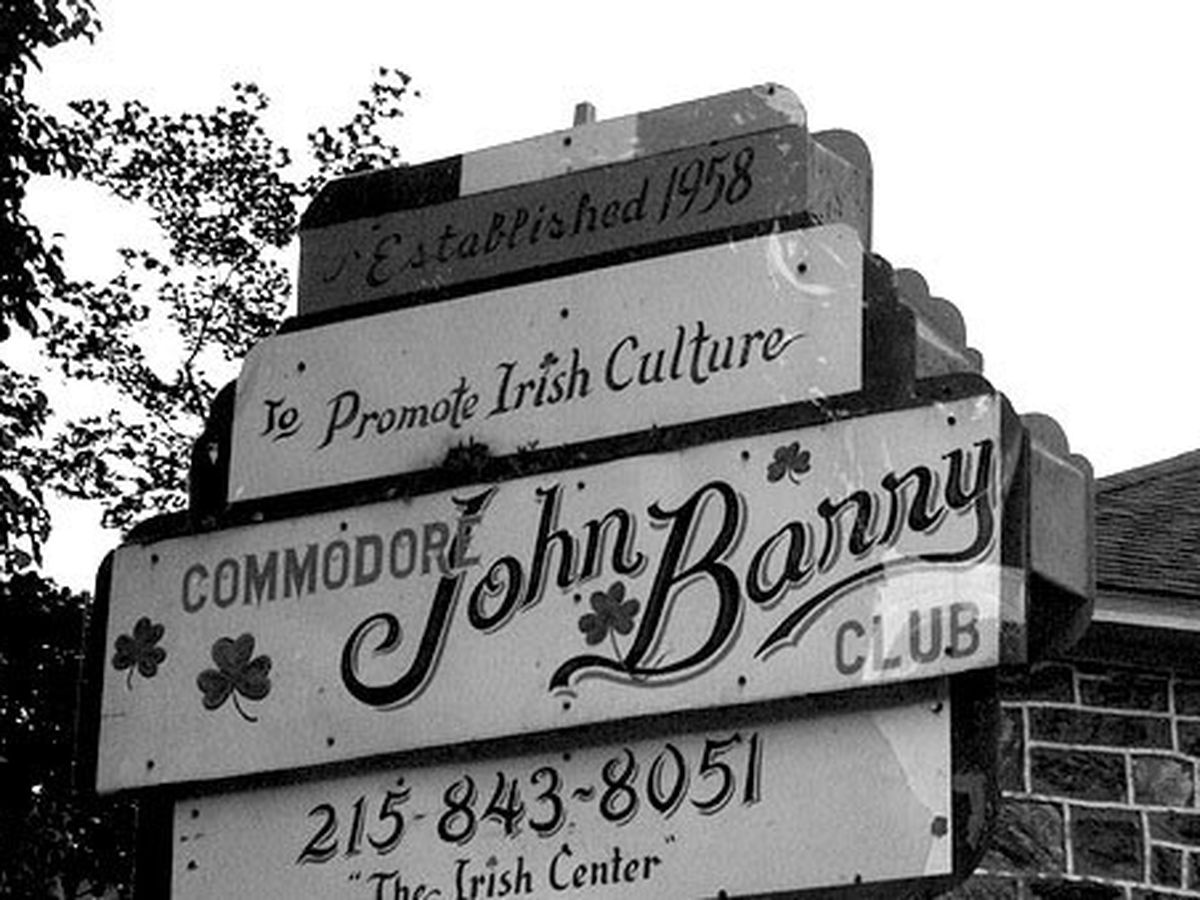 Established 1958
To Promote Irish Culture
COMMODORE John Barry
CLUB
215-843-8051
"The Irish Center"